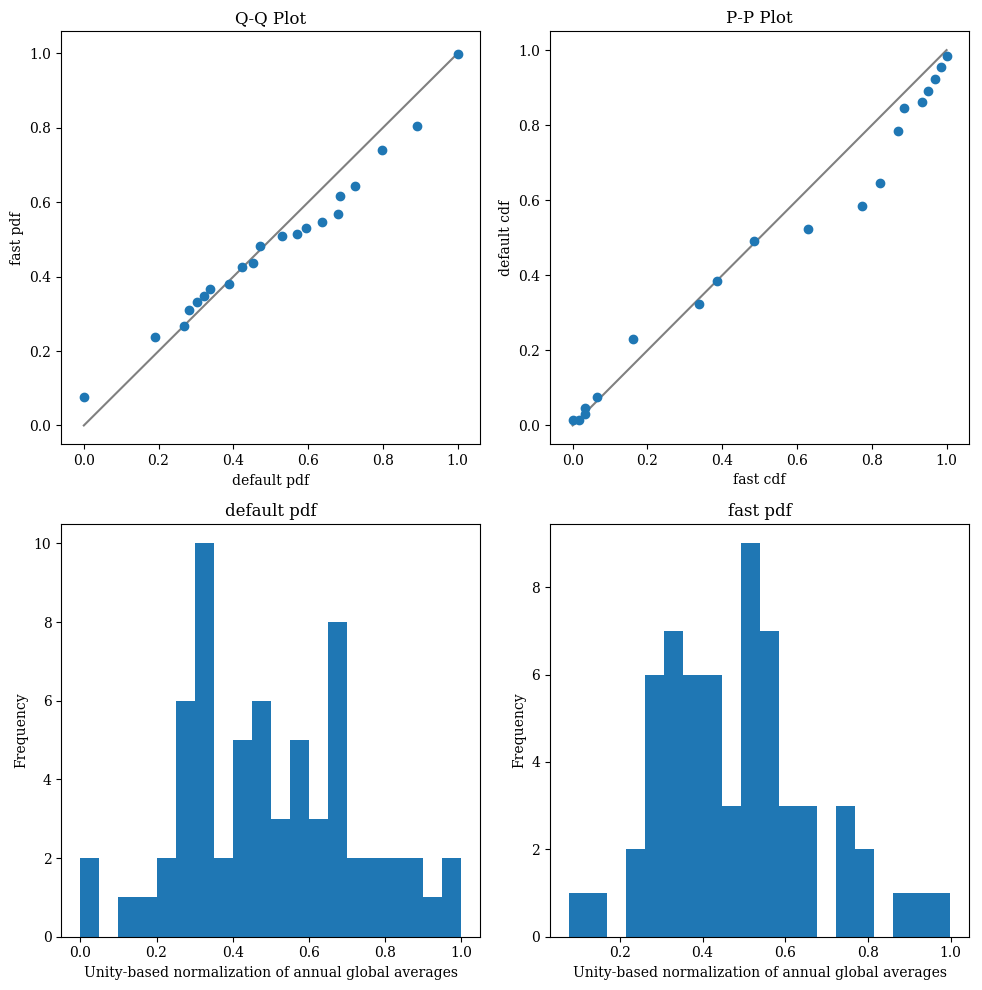 Q-Q Plot
1.0
0.8
0.6
0.4
0.2
0.0
fast pdf
0.0 0.2 0.4 0.6 0.8 1.0
default pdf
P-P Plot
1.0
0.8
0.6
0.4
0.2
0.0
default cdf
0.0 0.2 0.4 0.6 0.8 1.0
fast cdf
default pdf
10
8
6
4
2
0
Frequency
0.0 0.2 0.4 0.6 0.8 1.0
Unity-based normalization of annual global averages
fast pdf
8
6
4
2
0
Frequency
0.2 0.4 0.6 0.8 1.0
Unity-based normalization of annual global averages